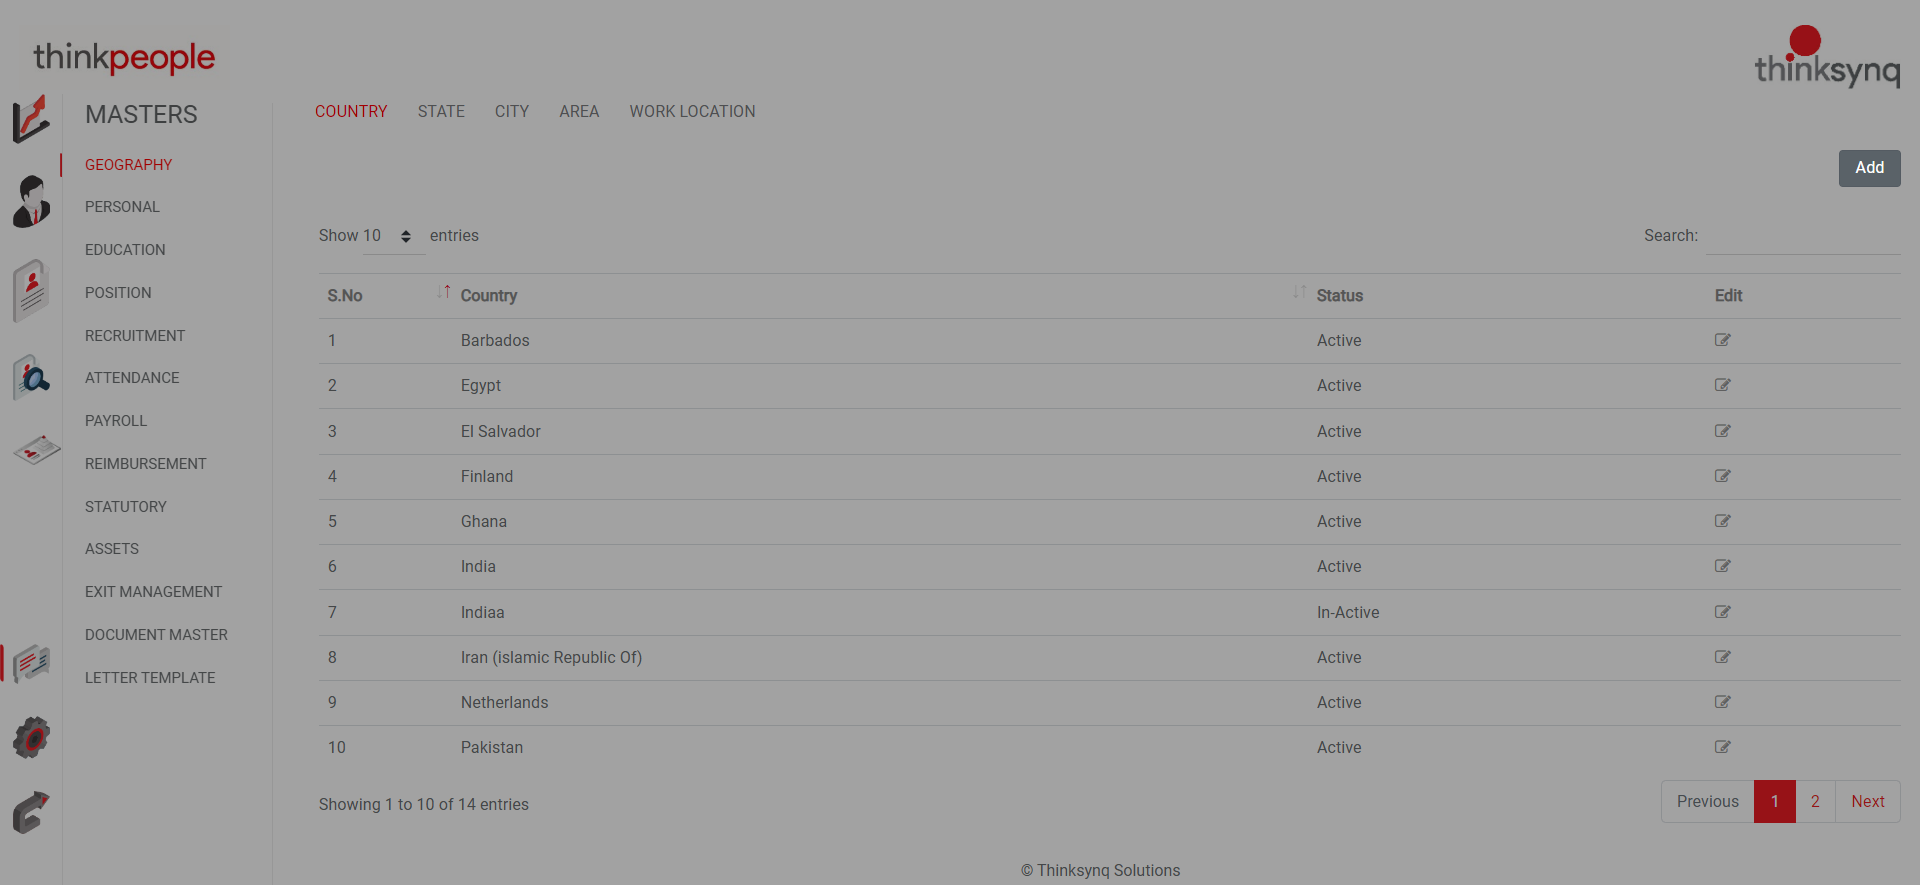 thinkpeople
thinksynq
MASTERS
GEOGRAPHY
PERSONAL
EDUCATION
POSITION
RECRUITMENT
ATTENDANCE
PAYROLL
REIMBURSEMENT
STATUTORY
ASSETS
EXIT MANAGEMENT
DOCUMENT MASTER
LETTER TEMPLATE
COUNTRY STATE CITY AREA WORK LOCATION
Add
Show 10 entries Search:
S.No Country Status Edit
1 Barbados Active
2 Egypt Active
3 El Salvador Active
4 Finland Active
5 Ghana Active
6 India Active
7 Indiaa In-Active
8 Iran (islamic Republic Of) Active
9 Netherlands Active
10 Pakistan Active
Showing 1 to 10 of 14 entries Previous 1 2 Next
© Thinksynq Solutions